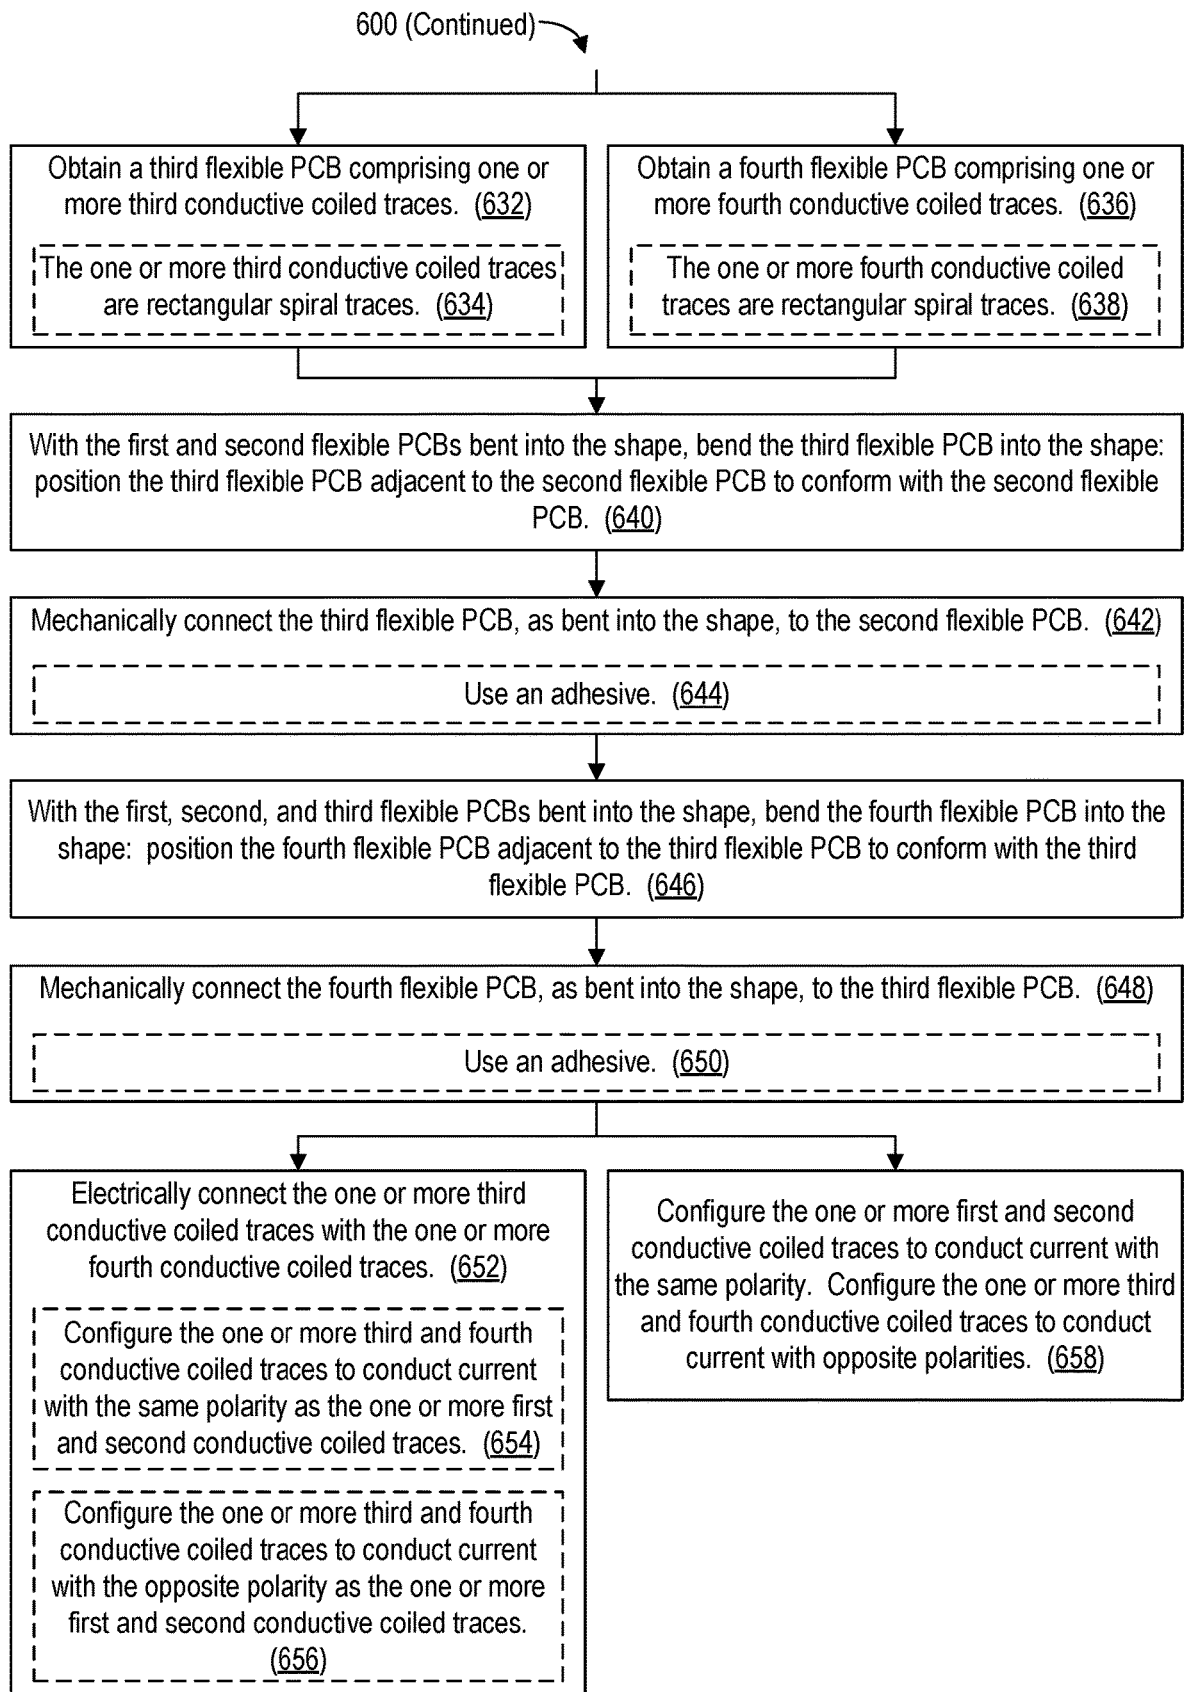 600 (Continued)
Obtain a third flexible PCB comprising one or
more third conductive coiled traces. (632)
The one or more third conductive coiled traces
are rectangular spiral traces. (634)
Obtain a fourth flexible PCB comprising one or
more fourth conductive coiled traces. (636)
The one or more fourth conductive coiled
traces are rectangular spiral traces. (638)
With the first and second flexible PCBs bent into the shape, bend the third flexible PCB into the shape:
position the third flexible PCB adjacent to the second flexible PCB to conform with the second flexible
PCB. (640)
Mechanically connect the third flexible PCB, as bent into the shape, to the second flexible PCB. (642)
Use an adhesive. (644)
With the first, second, and third flexible PCBs bent into the shape, bend the fourth flexible PCB into the
shape: position the fourth flexible PCB adjacent to the third flexible PCB to conform with the third
flexible PCB. (646)
Mechanically connect the fourth flexible PCB, as bent into the shape, to the third flexible PCB. (648)
Use an adhesive. (650)
Electrically connect the one or more third
conductive coiled traces with the one or more
fourth conductive coiled traces. (652)
Configure the one or more third and fourth
conductive coiled traces to conduct current
with the same polarity as the one or more first
and second conductive coiled traces. (654)
Configure the one or more third and fourth
conductive coiled traces to conduct current
with the opposite polarity as the one or more
first and second conductive coiled traces.
(656)
Configure the one or more first and second
conductive coiled traces to conduct current with
the same polarity. Configure the one or more third
and fourth conductive coiled traces to conduct
current with opposite polarities. (658)